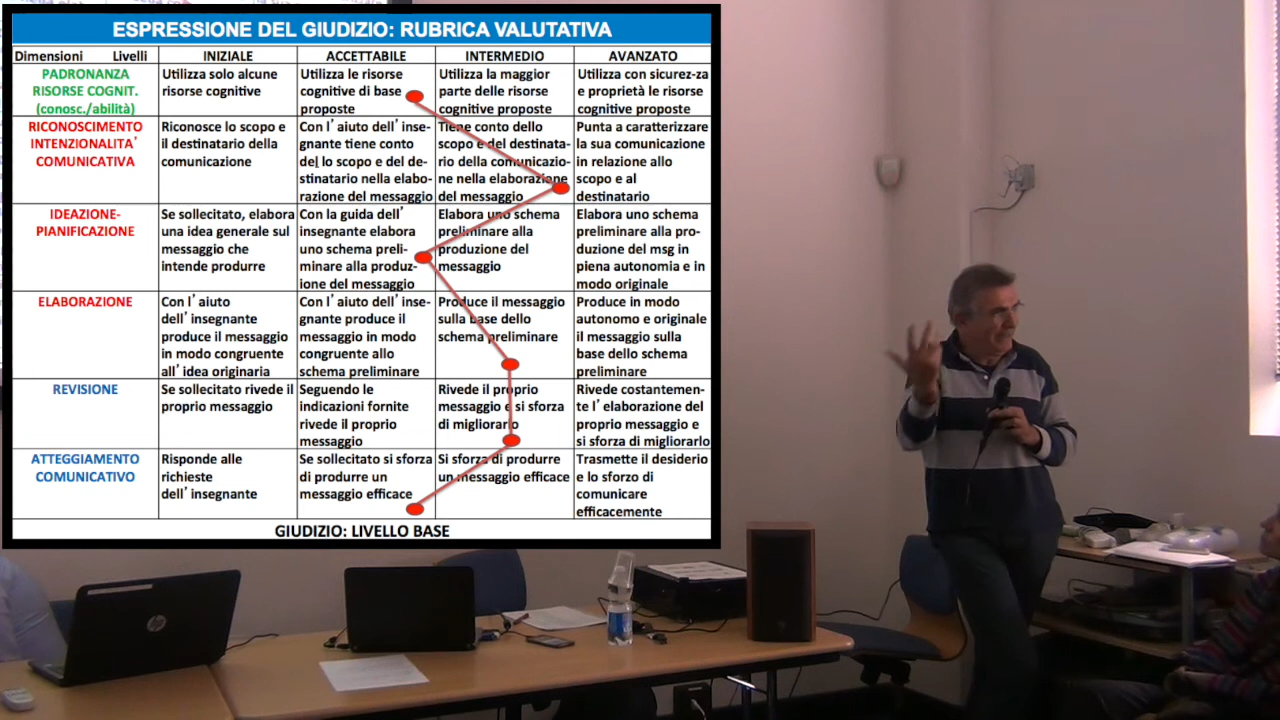 ESPRESSIONE DEL GIUDIZIO: RUBRICA VALUTATIVA
Dimensioni Livelli INIZIALE ACCETTABILE INTERMEDIO AVANZATO
PADRONANZA
RISORSE COGNIT.
(conosc./abilità)
Utilizza solo alcune
risorse cognitive
Utilizza le risorse
cognitive di base
proposte
Utilizza la maggior
parte delle risorse
cognitive proposte
Utilizza con sicurez-za
e proprietà le risorse
cognitive proposte
RICONOSCIMENTO
INTENZIONALITA'
COMUNICATIVA
Riconosce lo scopo e
il destinatario della
comunicazione
Con l' aiuto dell' inse-
gnante tiene conto
del lo scopo e del de-
stinatario nella elabo-
razione del messaggio
Tiene conto dello
scopo e del destinata-
rio della comunicazio-
ne nella elaborazione
del messaggio
Punta a caratterizzare
la sua comunicazione
in relazione allo
scopo e al
destinatario
IDEAZIONE-
PIANIFICAZIONE
Se sollecitato, elabora
una idea generale sul
messaggio che
intende produrre
Con la guida dell'
insegnante elabora
uno schema preli-
minare alla produz-
ione del messaggio
Elabora uno schema
preliminare alla
produzione del
messaggio
Elabora uno schema
preliminare alla pro-
duzione del msg in
piena autonomia e in
modo originale
ELABORAZIONE
Con l' aiuto
dell' insegnante
produce il messaggio
in modo congruente
all' idea originaria
Con l' aiuto dell' inse-
gnante produce il
messaggio in modo
congruente allo
schema preliminare
Produce il messaggio
sulla base dello
schema preliminare
Produce in modo
autonomo e originale
il messaggio sulla
base dello schema
preliminare
REVISIONE
Se sollecitato rivede il
proprio messaggio
Seguendo le
indicazioni fornite
rivede il proprio
messaggio
Rivede il proprio
messaggio e si sforza
di migliorarlo
Rivede costantemen-
te l' elaborazione del
proprio messaggio e
si sforza di migliorarlo
ATTEGGIAMENTO
COMUNICATIVO
Risponde alle
richieste
dell' insegnante
Se sollecitato si sforza
di produrre un
messaggio efficace
Si sforza di produrre
un messaggio efficace
Trasmette il desiderio
e lo sforzo di
comunicare
efficacemente
GIUDIZIO: LIVELLO BASE
hp